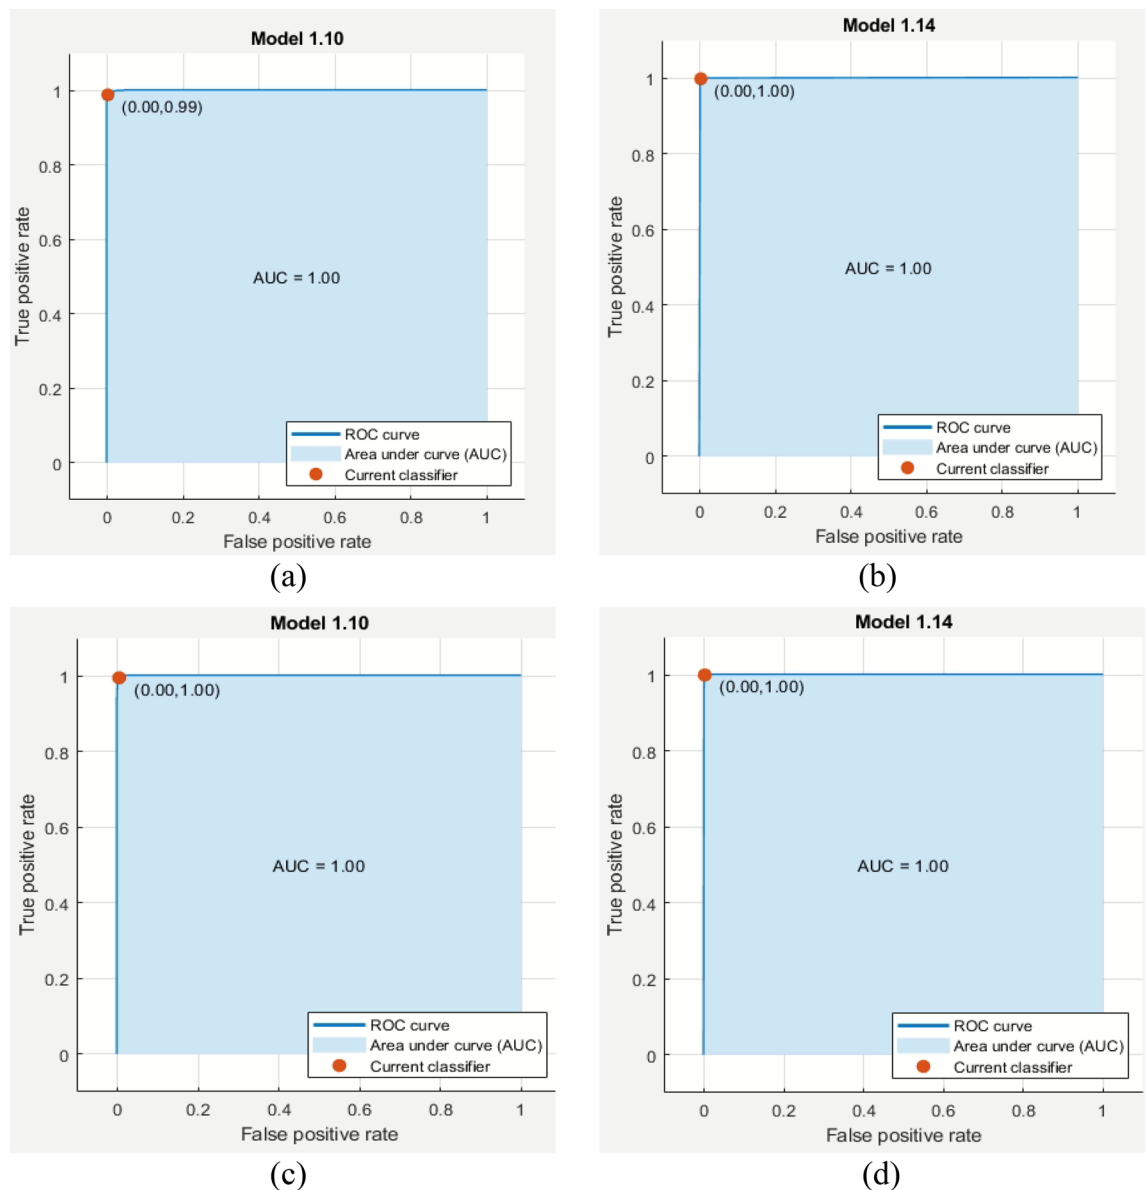 Model 1.10
1
0.8
0.6
0.4
0.2
0
True positive rate
(0.00,0.99)
AUC = 1.00
ROC curve
Area under curve (AUC)
Current classifier
0 0.2 0.4 0.6 0.8 1
False positive rate
(a)
Model 1.14
1
0.8
0.6
0.4
0.2
0
True positive rate
(0.00,1.00)
AUC = 1.00
ROC curve
Area under curve (AUC)
Current classifier
0 0.2 0.4 0.6 0.8 1
False positive rate
(b)
Model 1.10
1
0.8
0.6
0.4
0.2
0
True positive rate
(0.00,1.00)
AUC = 1.00
ROC curve
Area under curve (AUC)
Current classifier
0 0.2 0.4 0.6 0.8 1
False positive rate
(c)
Model 1.14
1
0.8
0.6
0.4
0.2
0
True positive rate
(0.00,1.00)
AUC = 1.00
ROC curve
Area under curve (AUC)
Current classifier
0 0.2 0.4 0.6 0.8 1
False positive rate
(d)